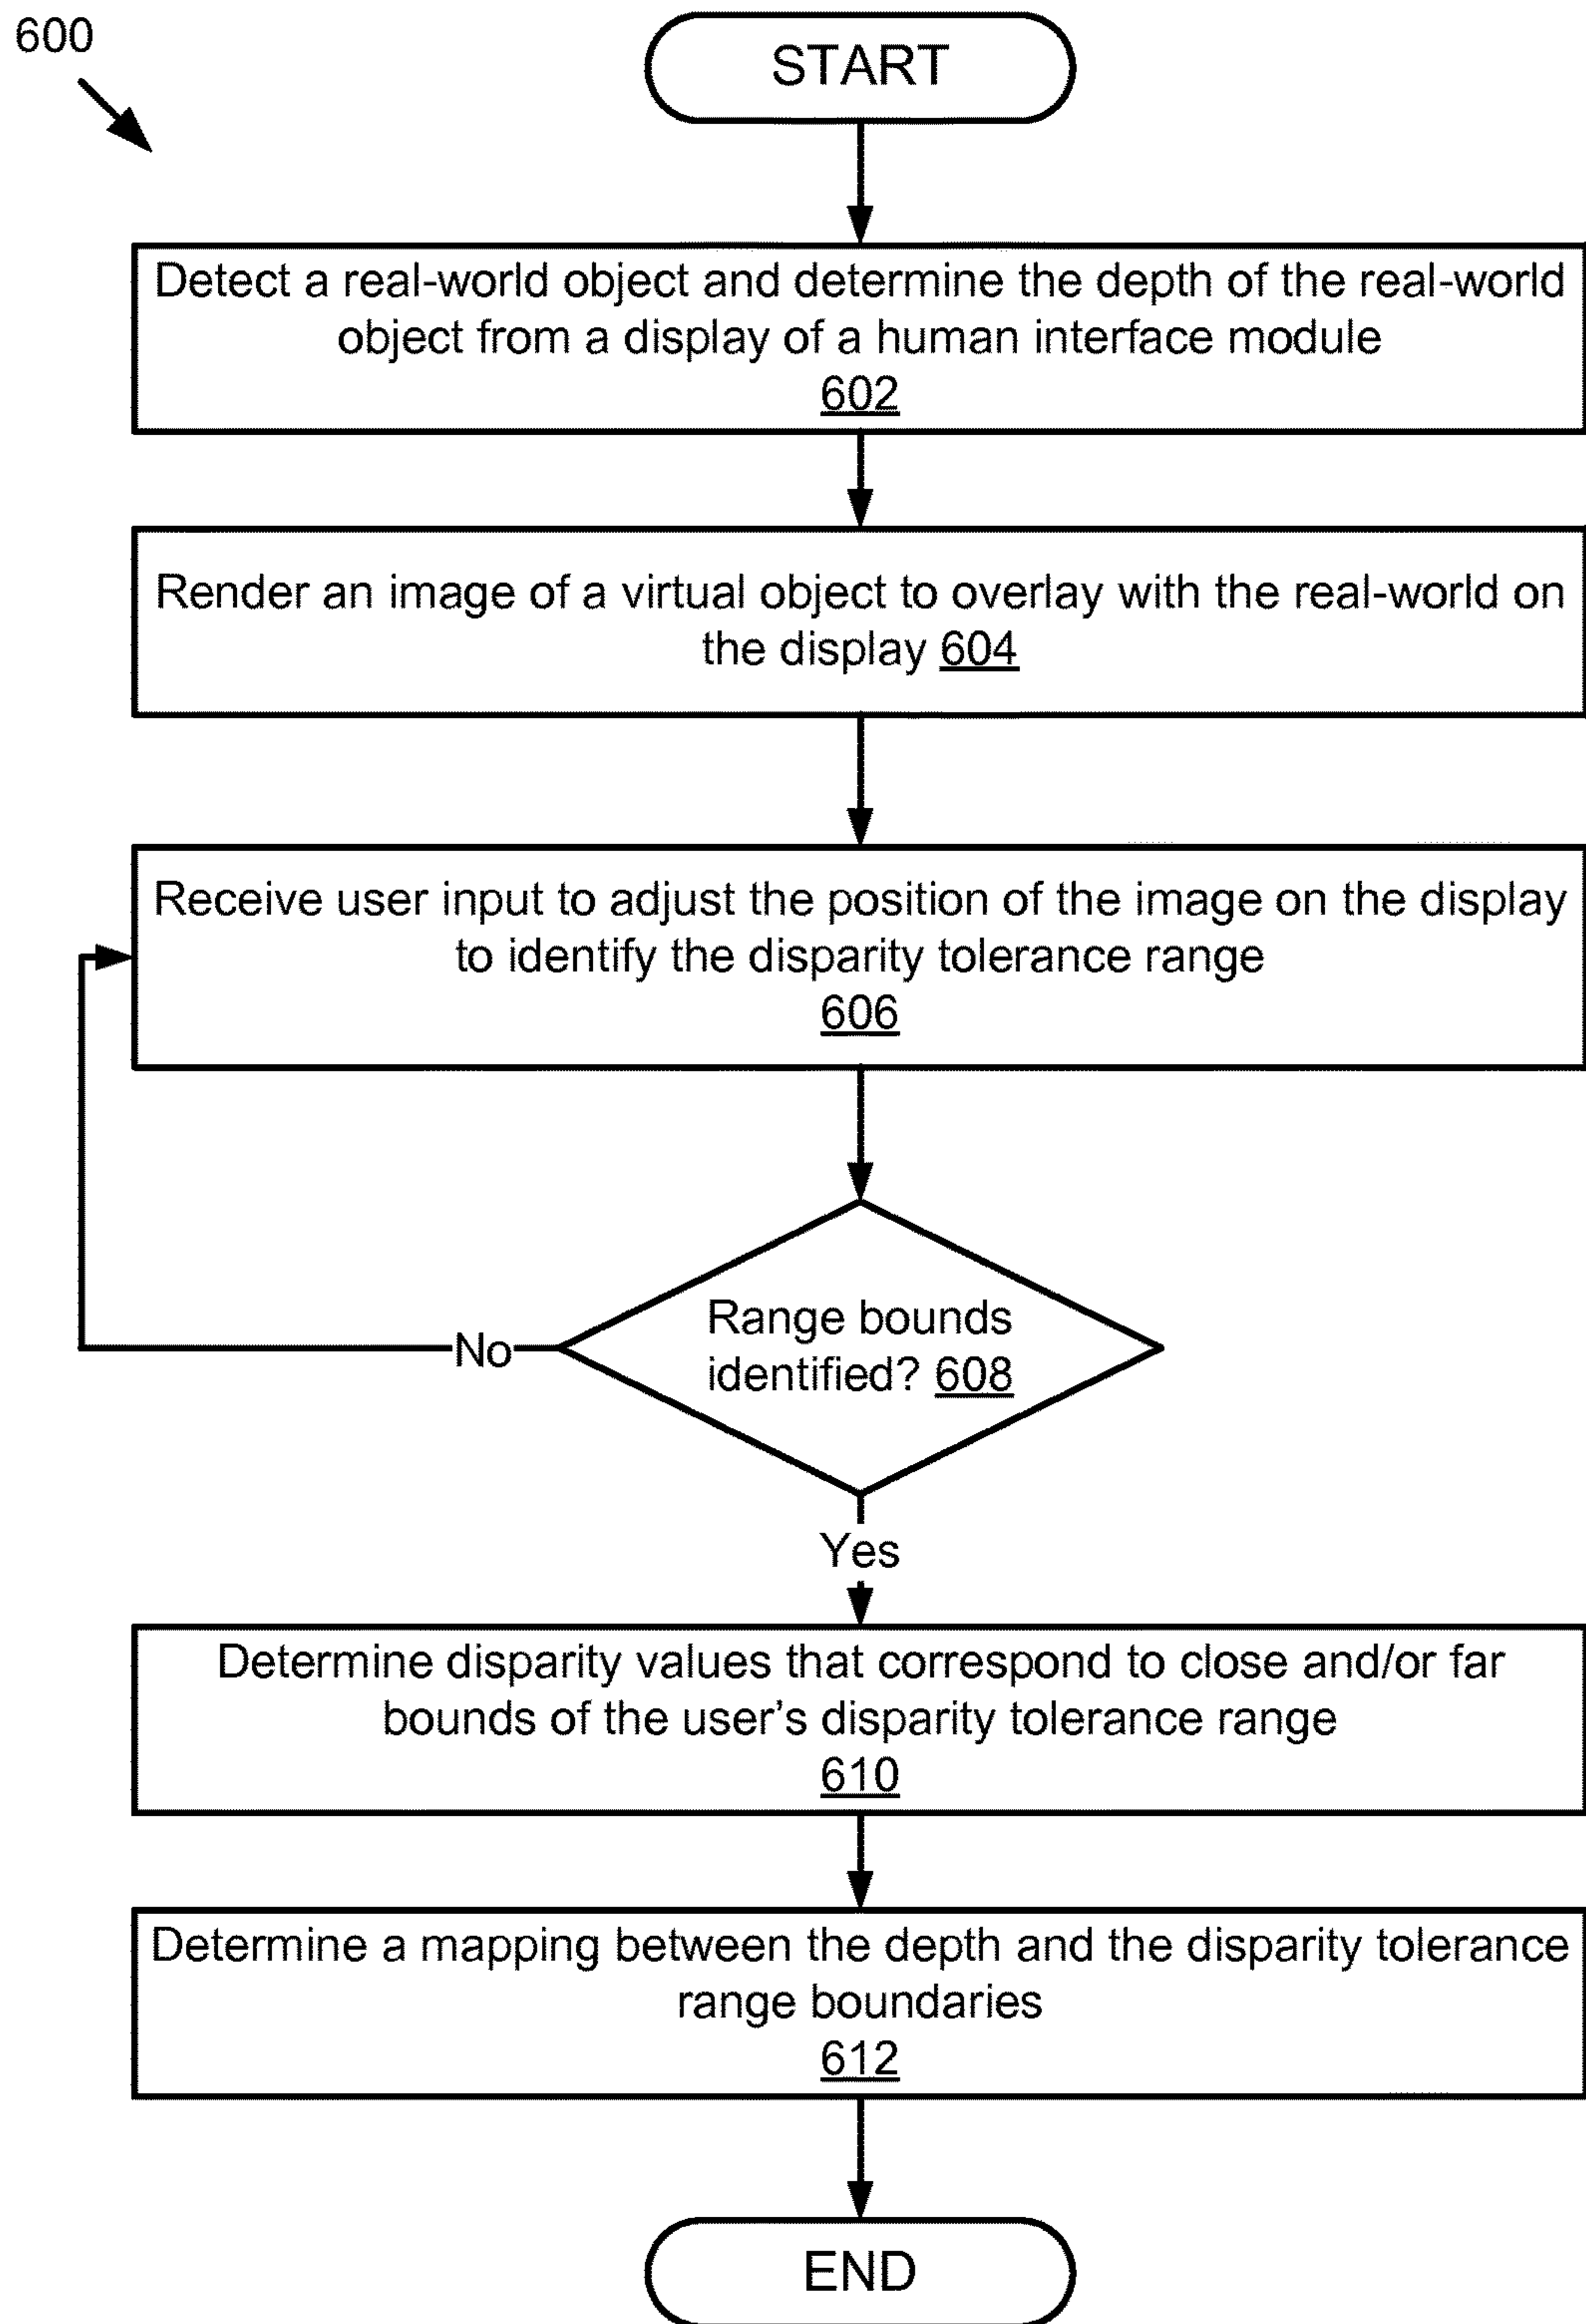 600
START
Detect a real-world object and determine the depth of the real-world
object from a display of a human interface module
602
Render an image of a virtual object to overlay with the real-world on
the display 604
Receive user input to adjust the position of the image on the display
to identify the disparity tolerance range
606
Range bounds
identified? 608
No
Yes
Determine disparity values that correspond to close and/or far
bounds of the user's disparity tolerance range
610
Determine a mapping between the depth and the disparity tolerance
range boundaries
612
END